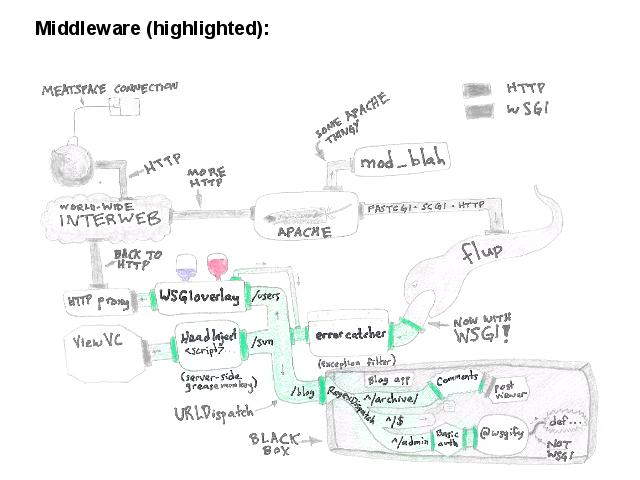 Middleware (highlighted):
MEATSPACE CONNECTION
HTTP
WSGI
SOME APACHE
THINGY
mod_blah
HTTP
MORE
HTTP
WORLD-WIDE
INTERWEB
APACHE
FASTCGI · SCGI · HTTP
flup
BACK TO
HTTP
HTTP proxy
WSGIOverlay
/users
NOW WITH
WSGI!
ViewVC
HeadInject
<script>...
/svn
errorcatcher
(exception filter)
(server-side
greasemonkey)
URLDispatch
/blog
RegexDispatch
Blog app
^/archive/
Comments
post
viewer
^/$
^/admin
Basic
auth
@wsgify
def...
NOT
WSGI
BLACK
BOX